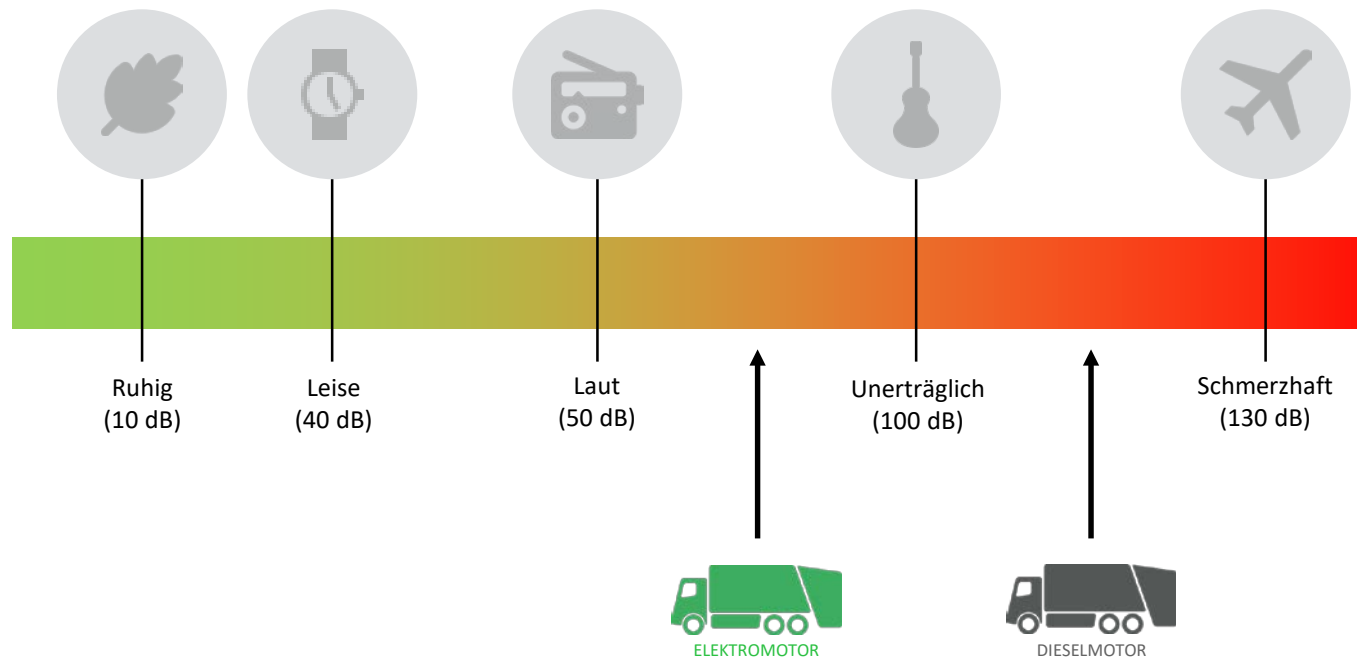 Ruhig
(10 dB)
Leise
(40 dB)
Laut
(50 dB)
Unerträglich
(100 dB)
Schmerzhaft
(130 dB)
ELEKTROMOTOR
DIESELMOTOR